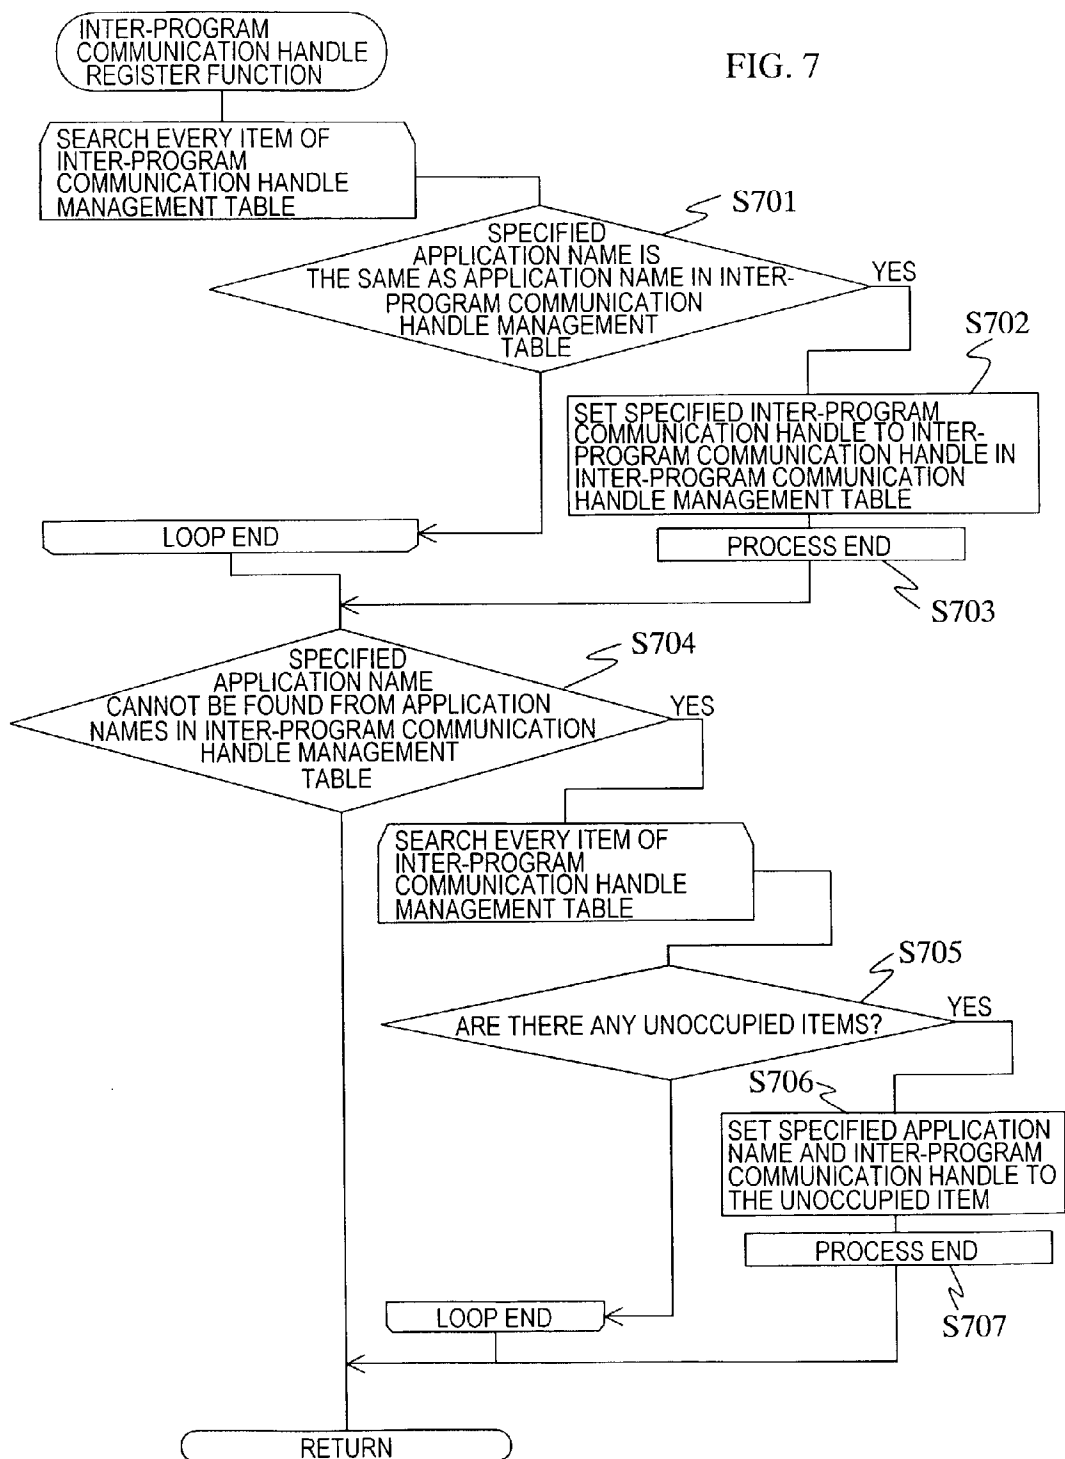 INTER-PROGRAM
COMMUNICATION HANDLE
REGISTER FUNCTION
FIG. 7
SEARCH EVERY ITEM OF
INTER-PROGRAM
COMMUNICATION HANDLE
MANAGEMENT TABLE
S701
SPECIFIED
APPLICATION NAME IS
THE SAME AS APPLICATION NAME IN INTER-
PROGRAM COMMUNICATION
HANDLE MANAGEMENT
TABLE
YES
S702
SET SPECIFIED INTER-PROGRAM
COMMUNICATION HANDLE TO INTER-
PROGRAM COMMUNICATION HANDLE IN
INTER-PROGRAM COMMUNICATION
HANDLE MANAGEMENT TABLE
LOOP END
PROCESS END
S703
S704
SPECIFIED
APPLICATION NAME
CANNOT BE FOUND FROM APPLICATION
NAMES IN INTER-PROGRAM COMMUNICATION
HANDLE MANAGEMENT
TABLE
YES
SEARCH EVERY ITEM OF
INTER-PROGRAM
COMMUNICATION HANDLE
MANAGEMENT TABLE
S705
ARE THERE ANY UNOCCUPIED ITEMS?
YES
S706
SET SPECIFIED APPLICATION
NAME AND INTER-PROGRAM
COMMUNICATION HANDLE TO
THE UNOCCUPIED ITEM
PROCESS END
S707
LOOP END
RETURN